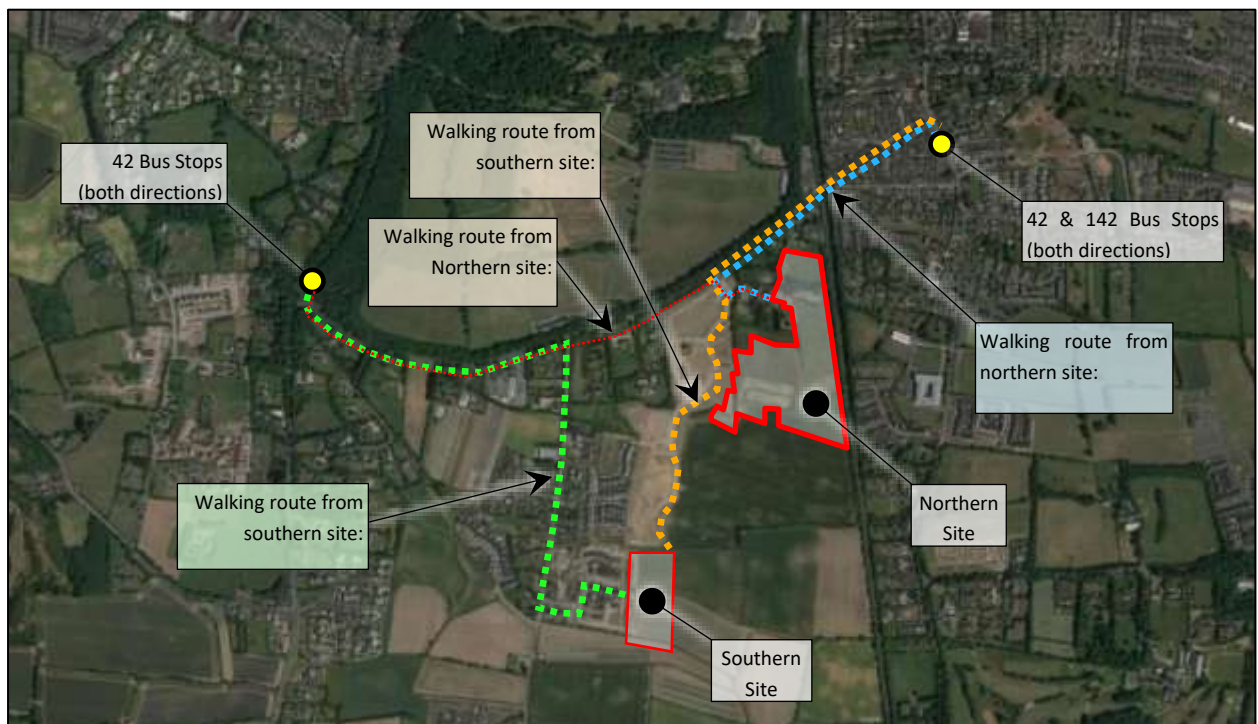 Walking route from
southern site:
42 Bus Stops
(both directions)
42 & 142 Bus Stops
(both directions)
Walking route from
Northern site:
Walking route from
northern site:
Walking route from
southern site:
Northern
Site
Southern
Site